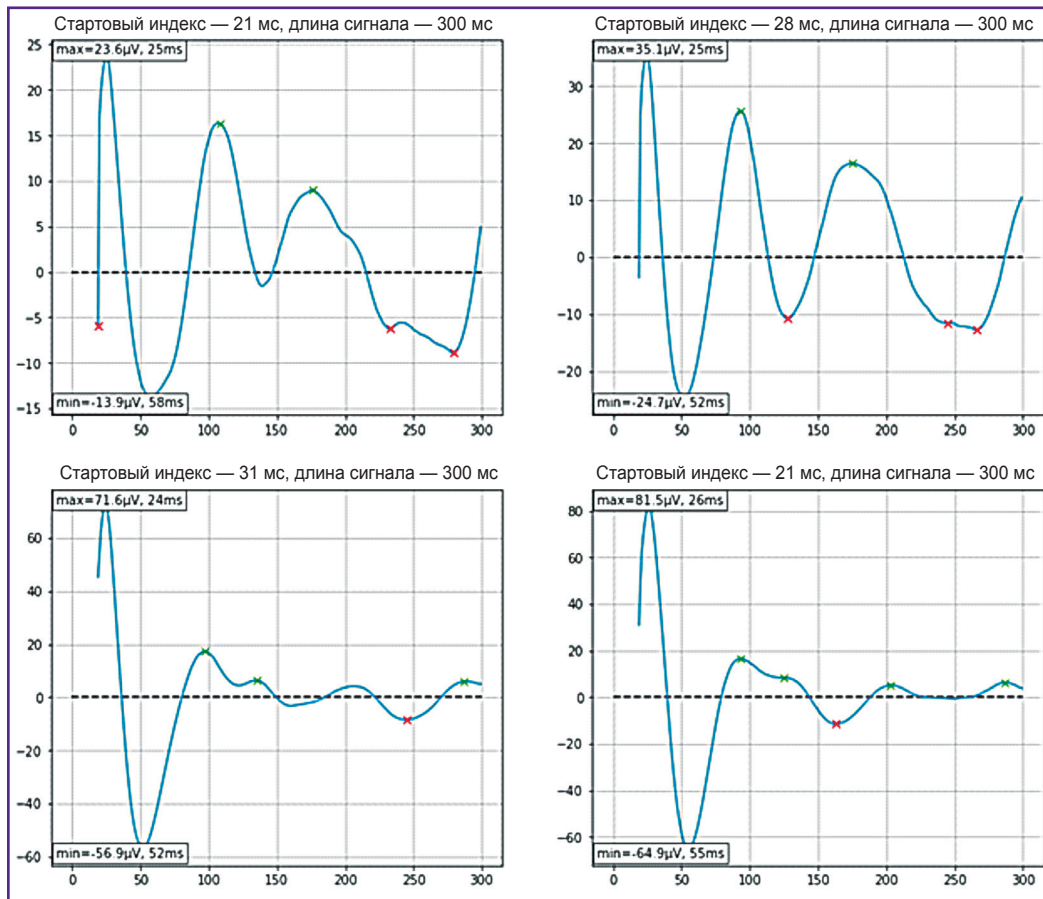 Стартовый индекс — 21 мс, длина сигнала — 300 мс
max=23.6µV, 25ms
25
20
15
10
5
0
−5
−10
−15
min=-13.9µV, 58ms
0 50 100 150 200 250 300
Стартовый индекс — 28 мс, длина сигнала — 300 мс
max=35.1µV, 25ms
30
20
10
0
−10
−20
min=-24.7µV, 52ms
0 50 100 150 200 250 300
Стартовый индекс — 31 мс, длина сигнала — 300 мс
max=71.6µV, 24ms
60
40
20
0
−20
−40
−60
min=-56.9µV, 52ms
0 50 100 150 200 250 300
Стартовый индекс — 21 мс, длина сигнала — 300 мс
max=81.5µV, 26ms
80
60
40
20
0
−20
−40
−60
min=-64.9µV, 55ms
0 50 100 150 200 250 300